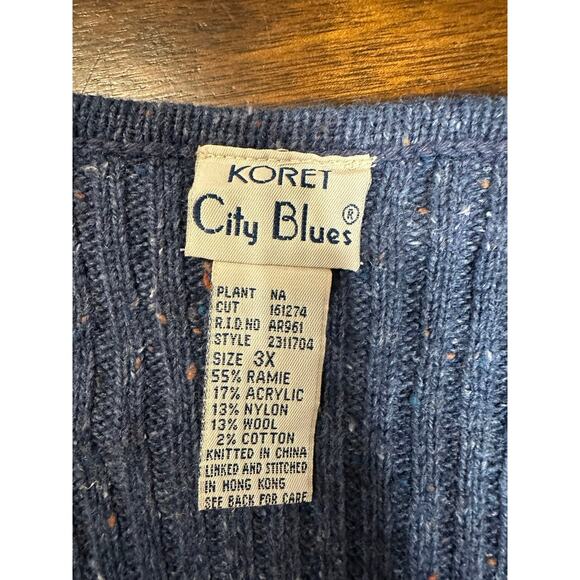 KORET
City Blues®
PLANT NA
CUT 161274
R.I.D.NO AR961
STYLE 2311704
SIZE 3X
55% RAMIE
17% ACRYLIC
13% NYLON
13% WOOL
2% COTTON
KNITTED IN CHINA
LINKED AND STITCHED
IN HONG KONG
SEE BACK FOR CARE